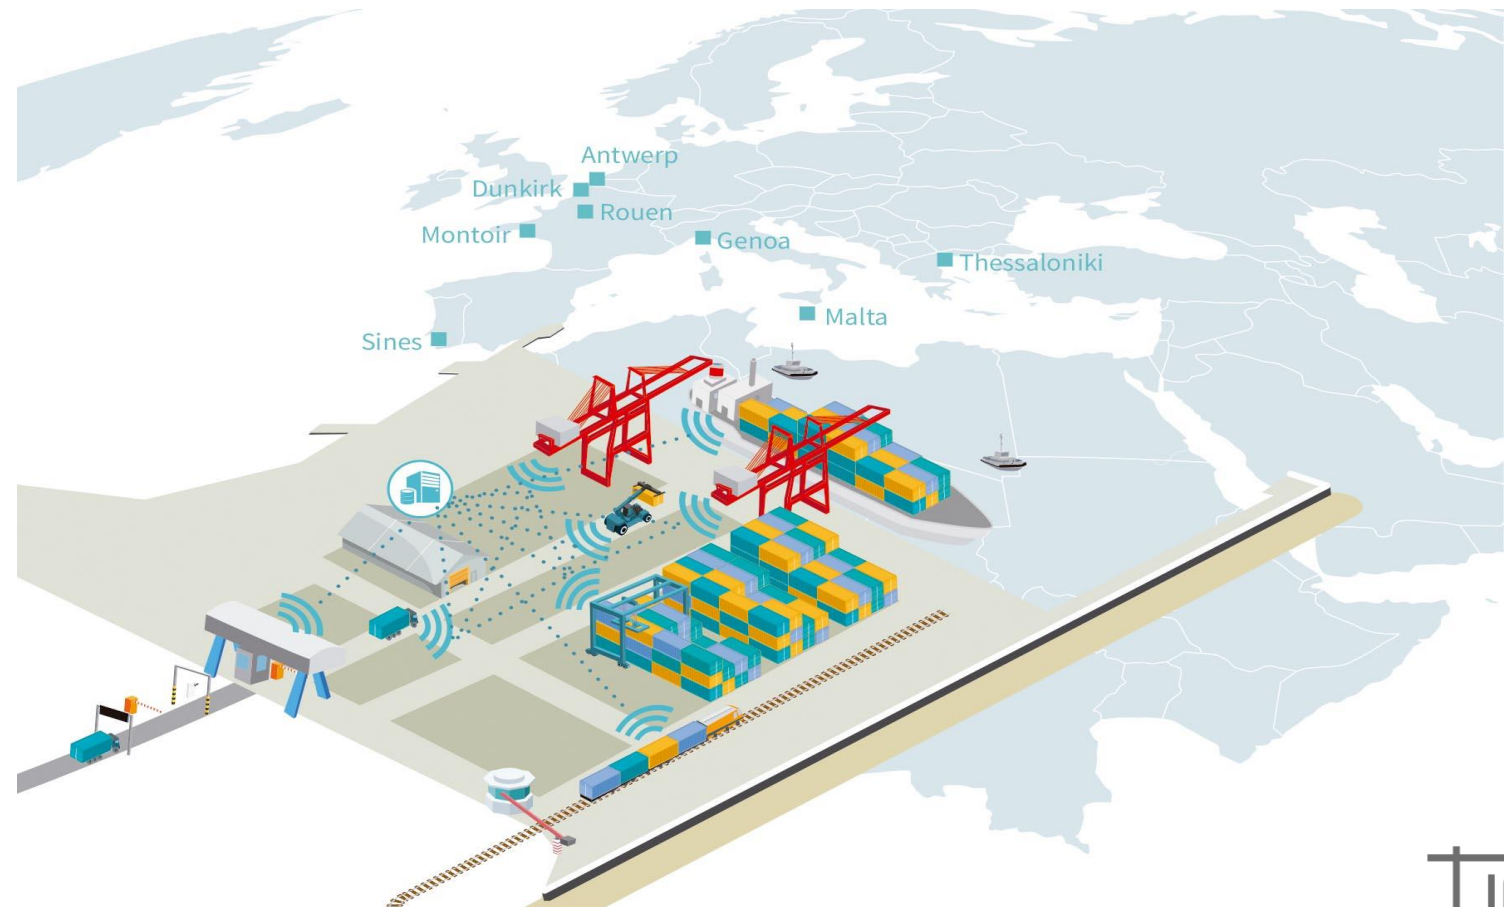 Antwerp
Dunkirk
Rouen
Montoir
Genoa
Thessaloniki
Malta
Sines